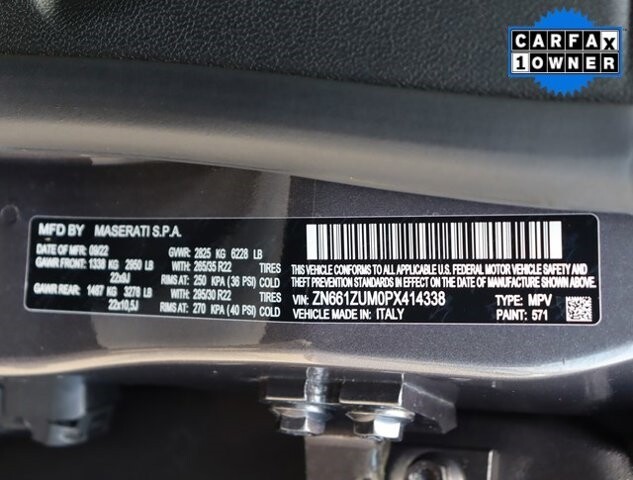 CARFAX
1 OWNER
MFD BY MASERATI S.P.A.
DATE OF MFR: 09/22 GVWR: 2825 KG 6228 LB
GAWR FRONT: 1338 KG 2950 LB WITH: 265/35 R22 TIRES
22x9J RIMS AT: 250 KPA (36 PSI) COLD
GAWR REAR: 1487 KG 3278 LB WITH: 295/30 R22 TIRES
22x10,5J RIMS AT: 270 KPA (40 PSI) COLD
THIS VEHICLE CONFORMS TO ALL APPLICABLE U.S. FEDERAL MOTOR VEHICLE SAFETY, BUMPER AND
THEFT PREVENTION STANDARDS IN EFFECT ON THE DATE OF MANUFACTURE SHOWN ABOVE.
VIN: ZN661ZUM0PX414338 TYPE: MPV
VEHICLE MADE IN: ITALY PAINT: 571